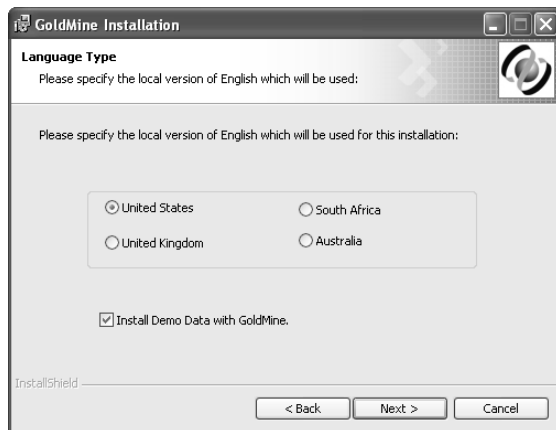 GoldMine Installation
Language Type
Please specify the local version of English which will be used:
Please specify the local version of English which will be used for this installation:
United States
South Africa
United Kingdom
Australia
Install Demo Data with GoldMine.
InstallShield
< Back
Next >
Cancel